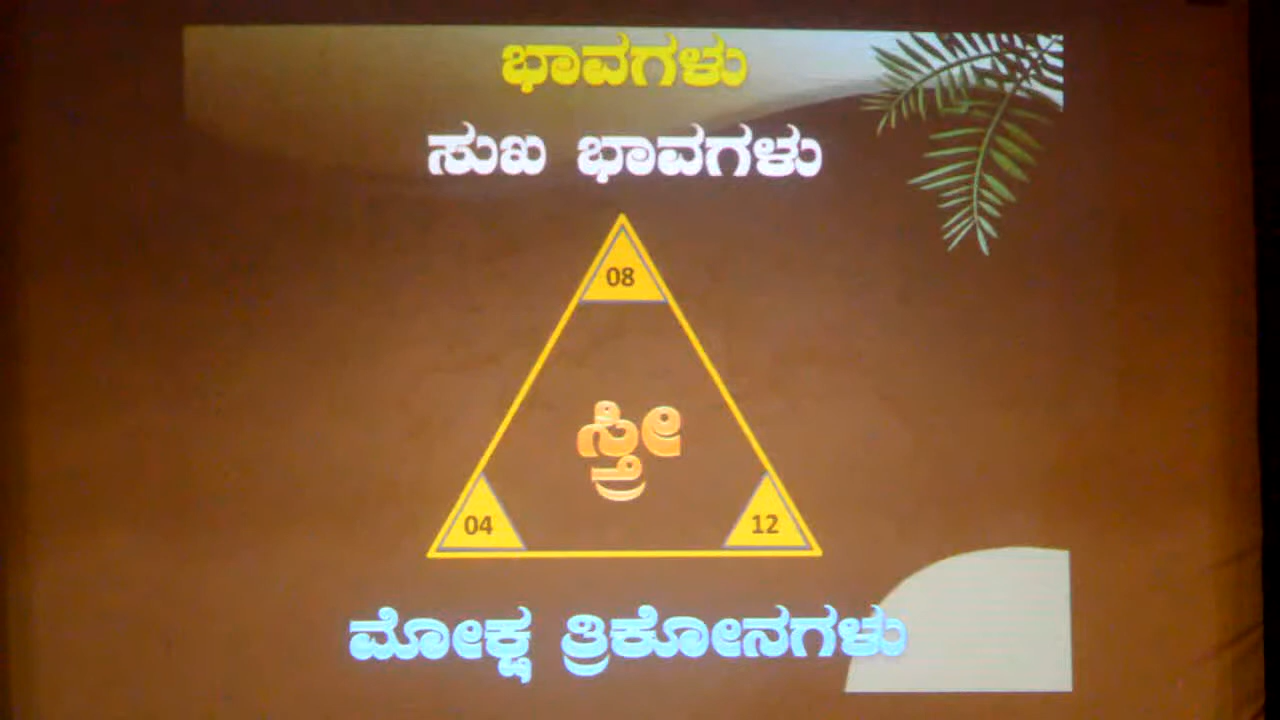 ಭಾವಗಳು
ಸುಖ ಭಾವಗಳು
08
ಸ್ತ್ರೀ
04
12
ಮೋಕ್ಷ ತ್ರಿಕೋನಗಳು